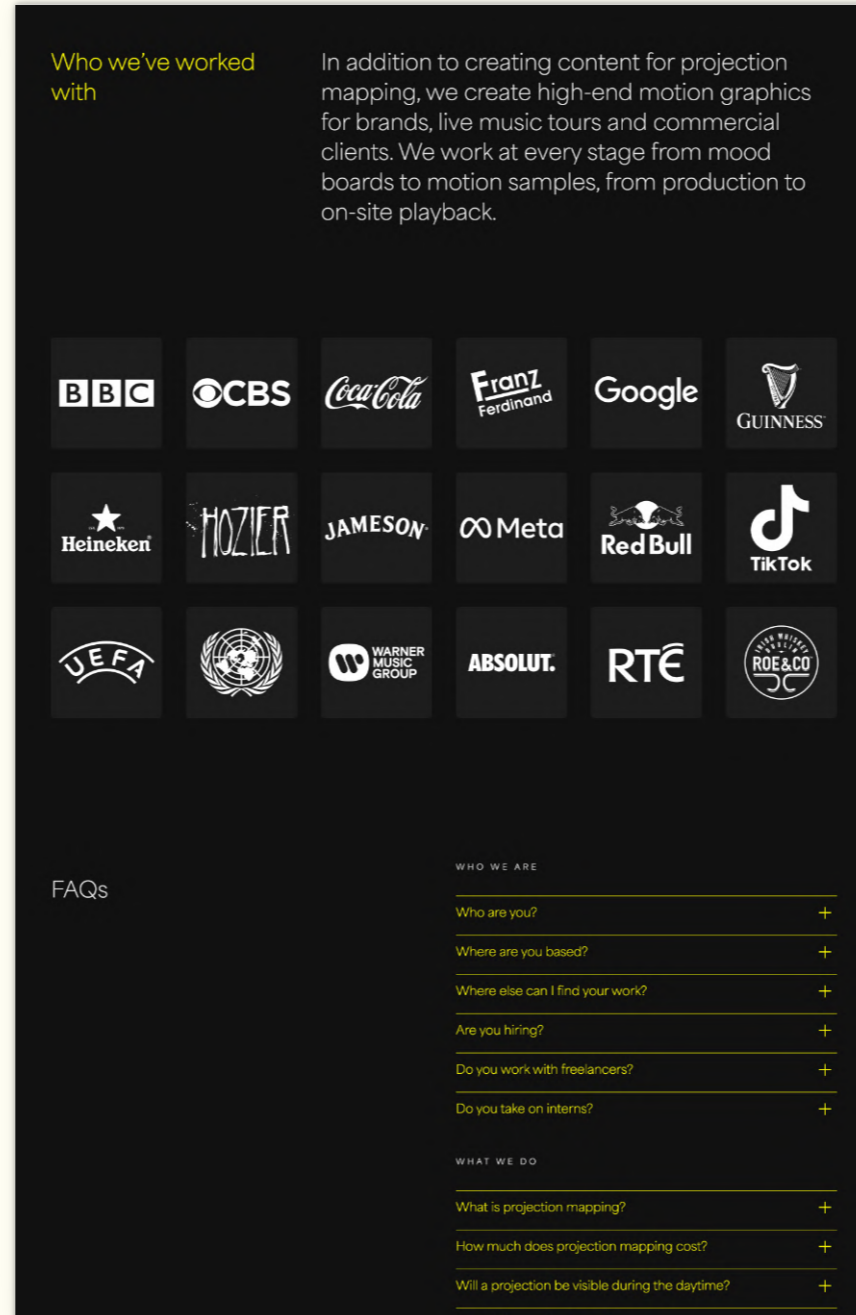 Who we've worked
with
In addition to creating content for projection
mapping, we create high-end motion graphics
for brands, live music tours and commercial
clients. We work at every stage from mood
boards to motion samples, from production to
on-site playback.
BBC
CBS
Coca-Cola
Franz
Ferdinand
Google
GUINNESS
Heineken
HOZIER
JAMESON
Meta
Red Bull
TikTok
UEFA
WARNER
MUSIC
GROUP
ABSOLUT.
RTÉ
IRISH WHISKEY
DUBLIN
ROE&CO
FAQs
WHO WE ARE
Who are you?
Where are you based?
Where else can I find your work?
Are you hiring?
Do you work with freelancers?
Do you take on interns?
WHAT WE DO
What is projection mapping?
How much does projection mapping cost?
Will a projection be visible during the daytime?